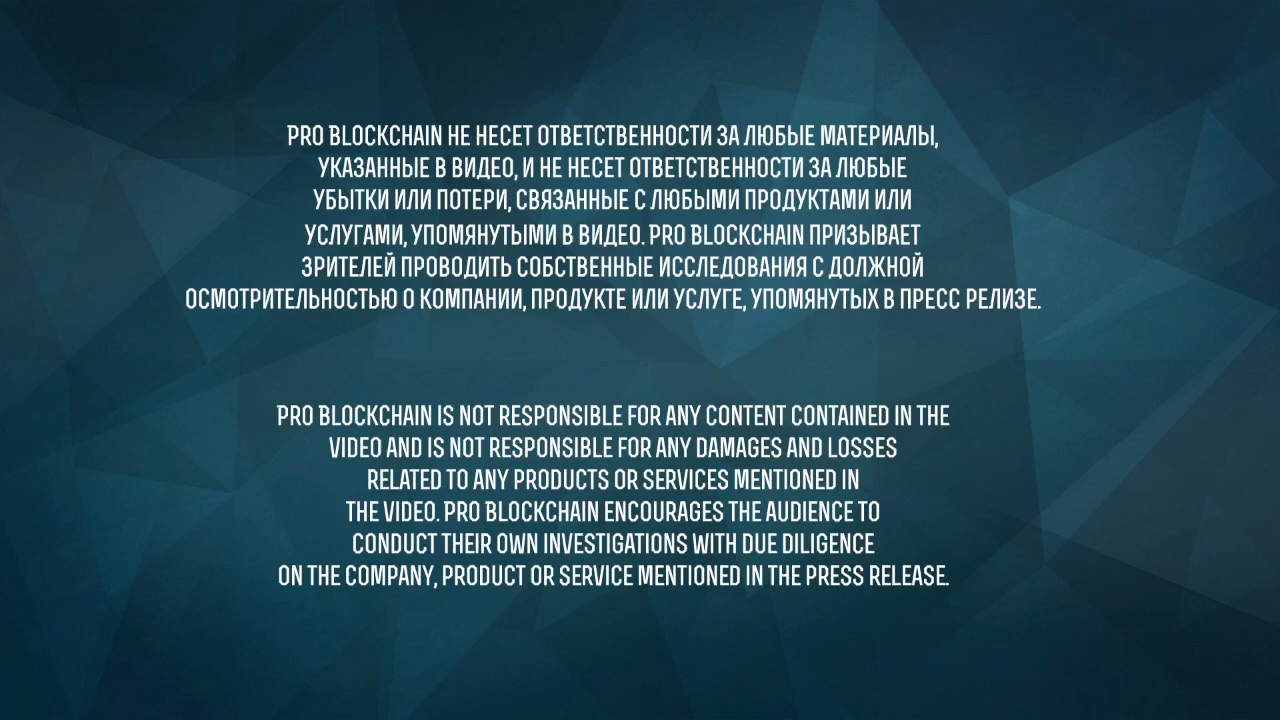 PRO BLOCKCHAIN НЕ НЕСЕТ ОТВЕТСТВЕННОСТИ ЗА ЛЮБЫЕ МАТЕРИАЛЫ,
УКАЗАННЫЕ В ВИДЕО, И НЕ НЕСЕТ ОТВЕТСТВЕННОСТИ ЗА ЛЮБЫЕ
УБЫТКИ ИЛИ ПОТЕРИ, СВЯЗАННЫЕ С ЛЮБЫМИ ПРОДУКТАМИ ИЛИ
УСЛУГАМИ, УПОМЯНУТЫМИ В ВИДЕО. PRO BLOCKCHAIN ПРИЗЫВАЕТ
ЗРИТЕЛЕЙ ПРОВОДИТЬ СОБСТВЕННЫЕ ИССЛЕДОВАНИЯ С ДОЛЖНОЙ
ОСМОТРИТЕЛЬНОСТЬЮ О КОМПАНИИ, ПРОДУКТЕ ИЛИ УСЛУГЕ, УПОМЯНУТЫХ В ПРЕСС РЕЛИЗЕ.
PRO BLOCKCHAIN IS NOT RESPONSIBLE FOR ANY CONTENT CONTAINED IN THE
VIDEO AND IS NOT RESPONSIBLE FOR ANY DAMAGES AND LOSSES
RELATED TO ANY PRODUCTS OR SERVICES MENTIONED IN
THE VIDEO. PRO BLOCKCHAIN ENCOURAGES THE AUDIENCE TO
CONDUCT THEIR OWN INVESTIGATIONS WITH DUE DILIGENCE
ON THE COMPANY, PRODUCT OR SERVICE MENTIONED IN THE PRESS RELEASE.